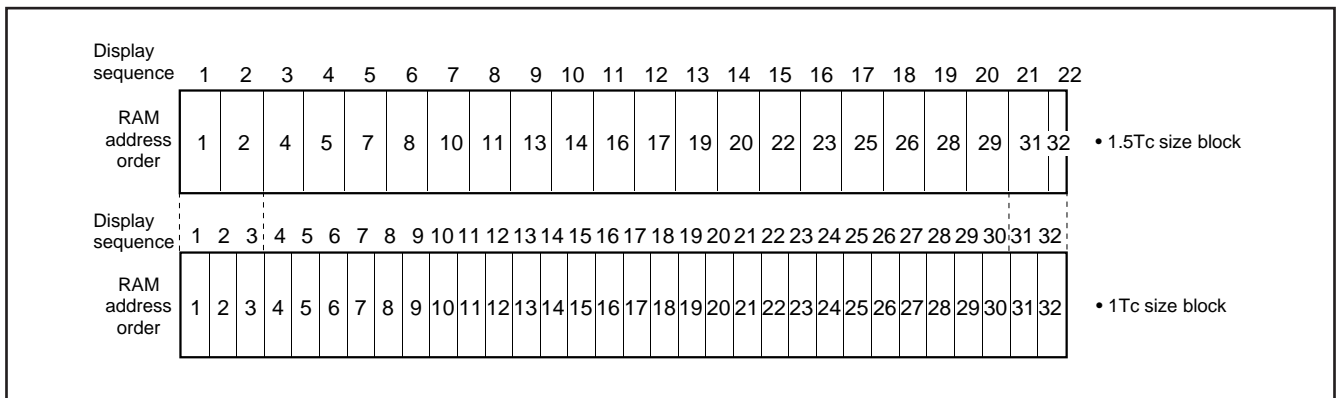 Display
sequence 1 2 3 4 5 6 7 8 9 10 11 12 13 14 15 16 17 18 19 20 21 22
RAM
address
order
1 2 4 5 7 8 10 11 13 14 16 17 19 20 22 23 25 26 28 29 31 32
• 1.5Tc size block
Display
sequence 1 2 3 4 5 6 7 8 9 10 11 12 13 14 15 16 17 18 19 20 21 22 23 24 25 26 27 28 29 30 31 32
RAM
address
order
1 2 3 4 5 6 7 8 9 10 11 12 13 14 15 16 17 18 19 20 21 22 23 24 25 26 27 28 29 30 31 32
• 1Tc size block